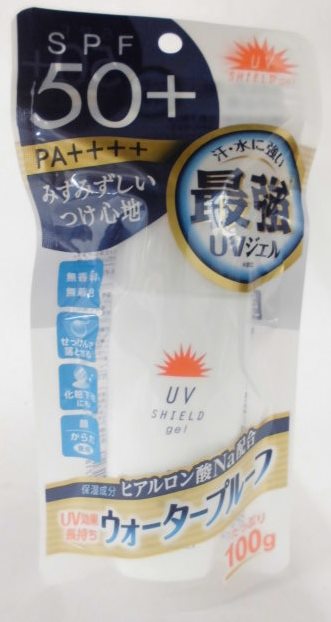 SPF
50+
PA++++
みずみずしい
つけ心地
UV
SHIELD gel
汗・水に強い
最強
UVジェル
無香料
無着色
せっけんで
落とせる
化粧下地
にも
顔
からだ
UV
SHIELD
gel
保湿成分 ヒアルロン酸Na配合
UV効果
長持ち
ウォータープルーフ
たっぷり
100g